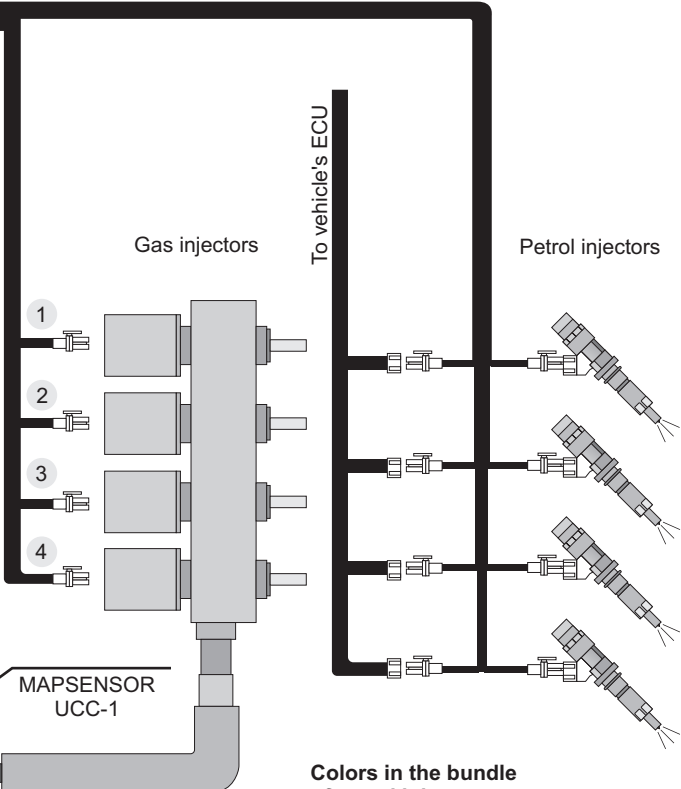 To vehicle's ECU
Gas injectors
Petrol injectors
1
2
3
4
MAPSENSOR
UCC-1
Colors in the bundle